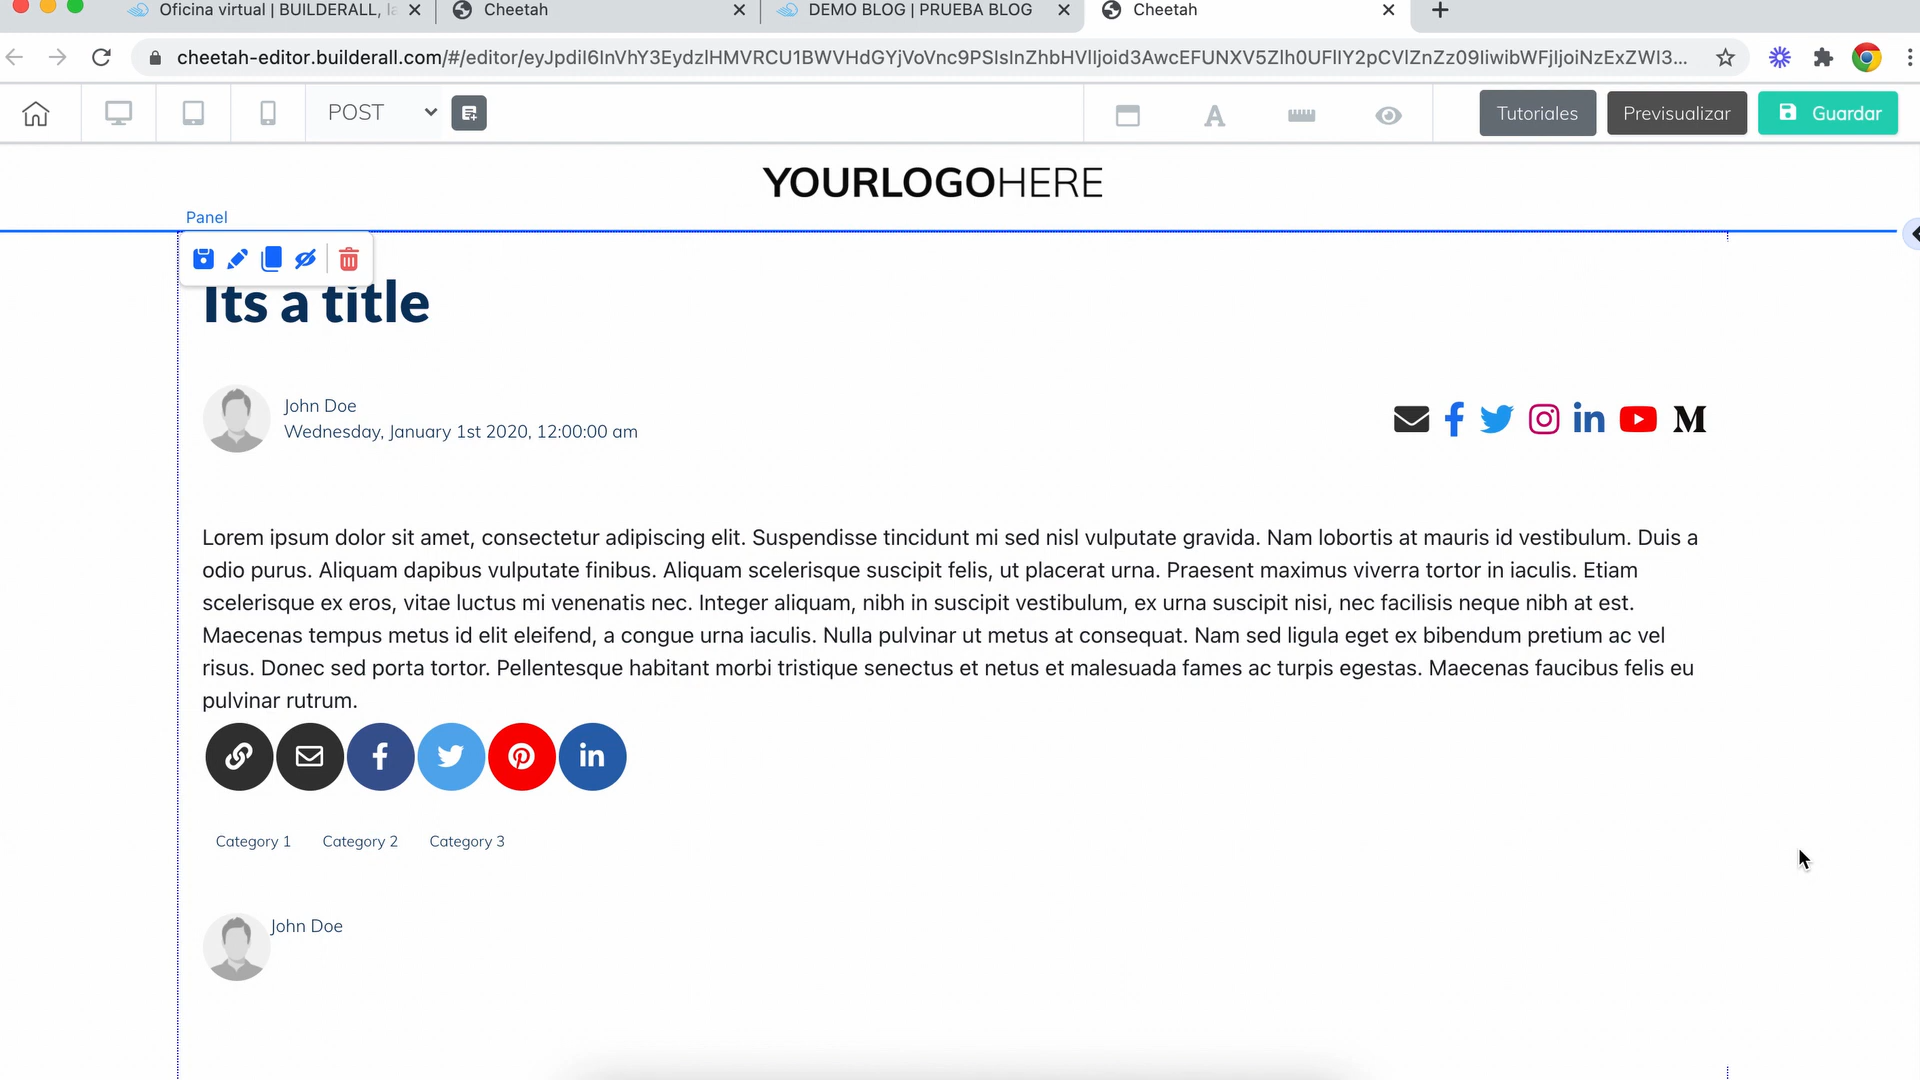 Oficina virtual | BUILDERALL, la
Cheetah
DEMO BLOG | PRUEBA BLOG
Cheetah
POST
Tutoriales
Previsualizar
Guardar
YOURLOGOHERE
Panel
Its a title
John Doe
Wednesday, January 1st 2020, 12:00:00 am
Lorem ipsum dolor sit amet, consectetur adipiscing elit. Suspendisse tincidunt mi sed nisl vulputate gravida. Nam lobortis at mauris id vestibulum. Duis a
odio purus. Aliquam dapibus vulputate finibus. Aliquam scelerisque suscipit felis, ut placerat urna. Praesent maximus viverra tortor in iaculis. Etiam
scelerisque ex eros, vitae luctus mi venenatis nec. Integer aliquam, nibh in suscipit vestibulum, ex urna suscipit nisi, nec facilisis neque nibh at est.
Maecenas tempus metus id elit eleifend, a congue urna iaculis. Nulla pulvinar ut metus at consequat. Nam sed ligula eget ex bibendum pretium ac vel
risus. Donec sed porta tortor. Pellentesque habitant morbi tristique senectus et netus et malesuada fames ac turpis egestas. Maecenas faucibus felis eu
pulvinar rutrum.
Category 1
Category 2
Category 3
John Doe